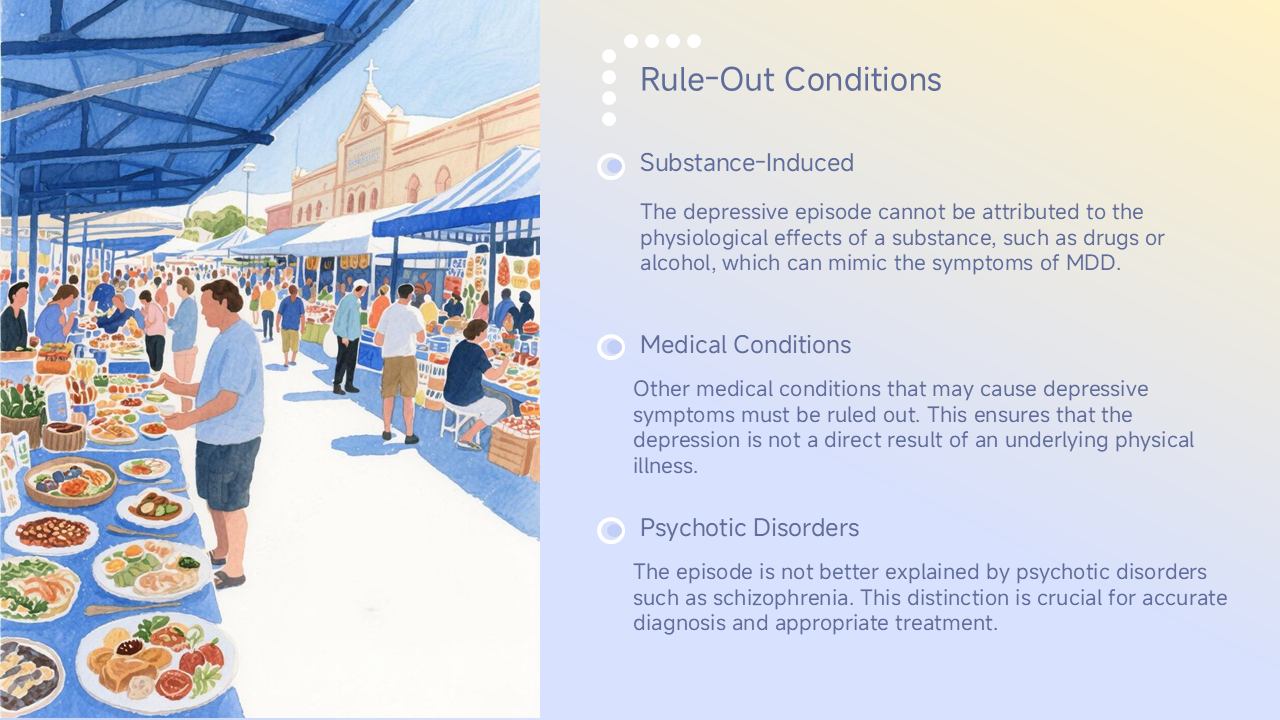 Rule-Out Conditions
Substance-Induced
The depressive episode cannot be attributed to the
physiological effects of a substance, such as drugs or
alcohol, which can mimic the symptoms of MDD.
Medical Conditions
Other medical conditions that may cause depressive
symptoms must be ruled out. This ensures that the
depression is not a direct result of an underlying physical
illness.
Psychotic Disorders
The episode is not better explained by psychotic disorders
such as schizophrenia. This distinction is crucial for accurate
diagnosis and appropriate treatment.